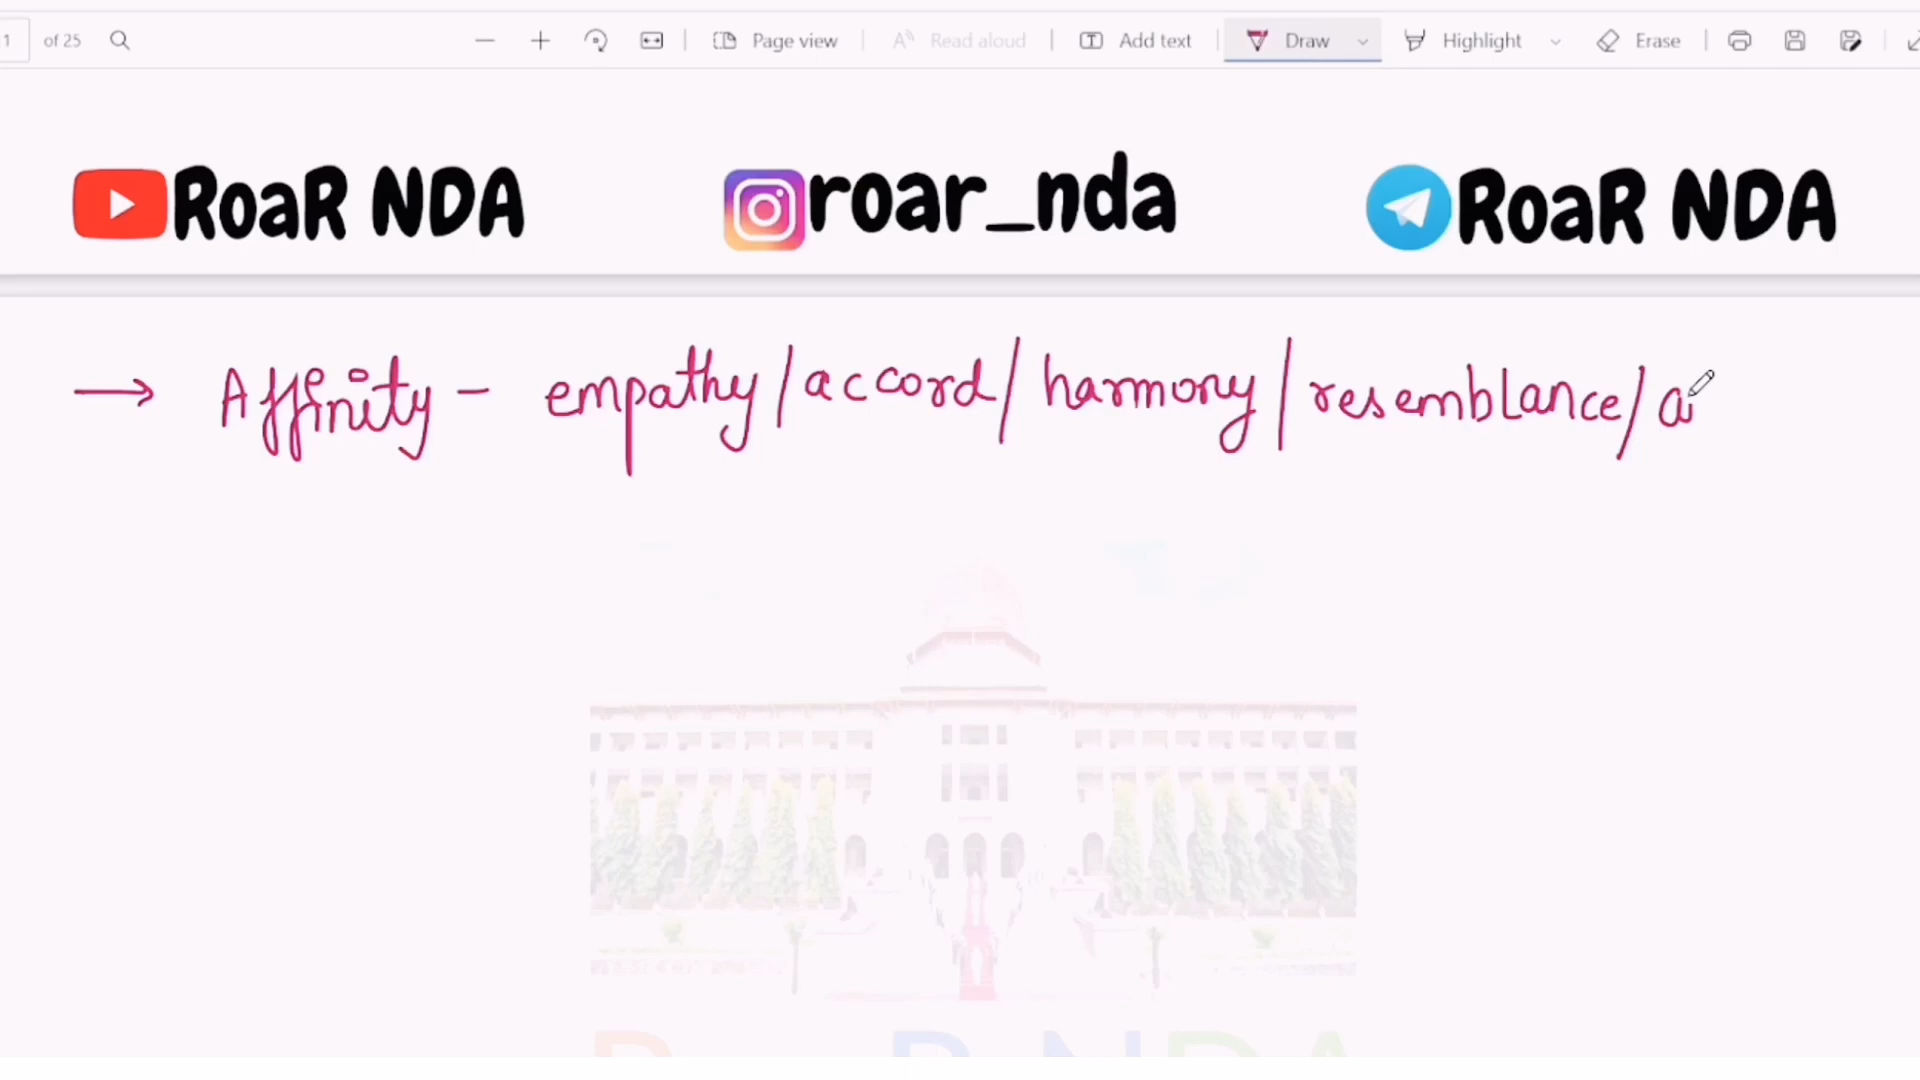 1 of 25 Page view Read aloud Add text Draw Highlight Erase
RoaR NDA roar_nda RoaR NDA
→ Affinity - empathy/accord/harmony/resemblance/a
R R NDA